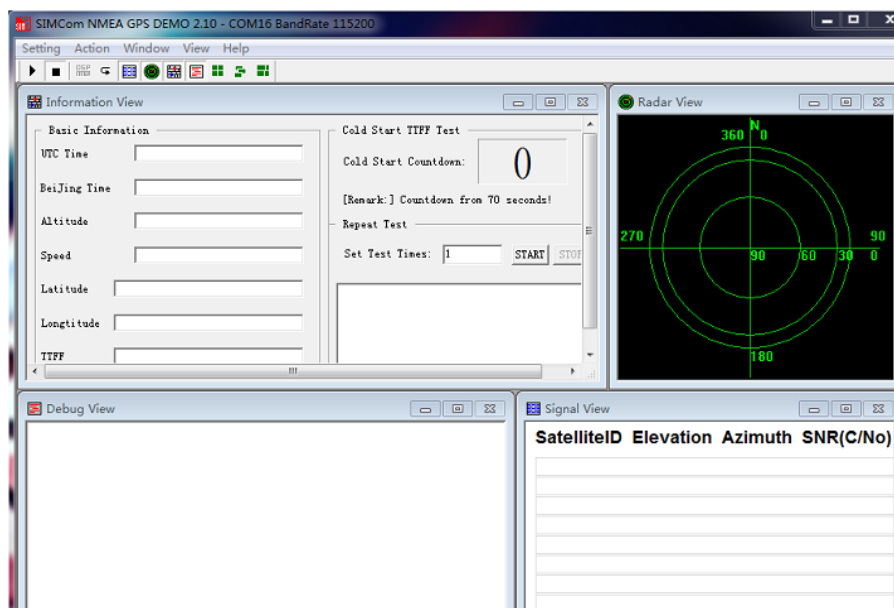 SIMCom NMEA GPS DEMO 2.10 - COM16 BandRate 115200
Setting Action Window View Help
Information View
Basic Information
UTC Time
BeiJing Time
Altitude
Speed
Latitude
Longtitude
TTFF
Cold Start TTFF Test
Cold Start Countdown: 0
[Remark:] Countdown from 70 seconds!
Repeat Test
Set Test Times: 1 START STOP
Radar View
N
360 0
270 90
90 60 30 0
180
Debug View
Signal View
SatelliteID Elevation Azimuth SNR(C/No)